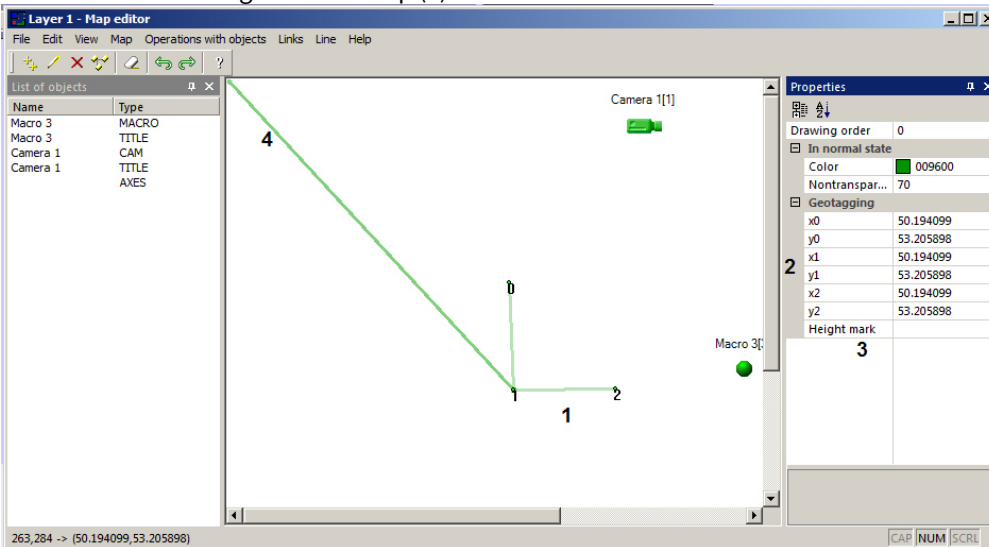 Layer 1 - Map editor
File Edit View Map Operations with objects Links Line Help
?
List of objects
Name Type
Macro 3 MACRO
Macro 3 TITLE
Camera 1 CAM
Camera 1 TITLE
AXES
4
Camera 1[1]
0
1
2
1
Macro 3[
Properties
Drawing order 0
In normal state
Color 009600
Nontranspar... 70
Geotagging
x0 50.194099
y0 53.205898
x1 50.194099
y1 53.205898
2
x2 50.194099
y2 53.205898
Height mark
3
263,284 -> (50.194099,53.205898)
CAP NUM SCRL